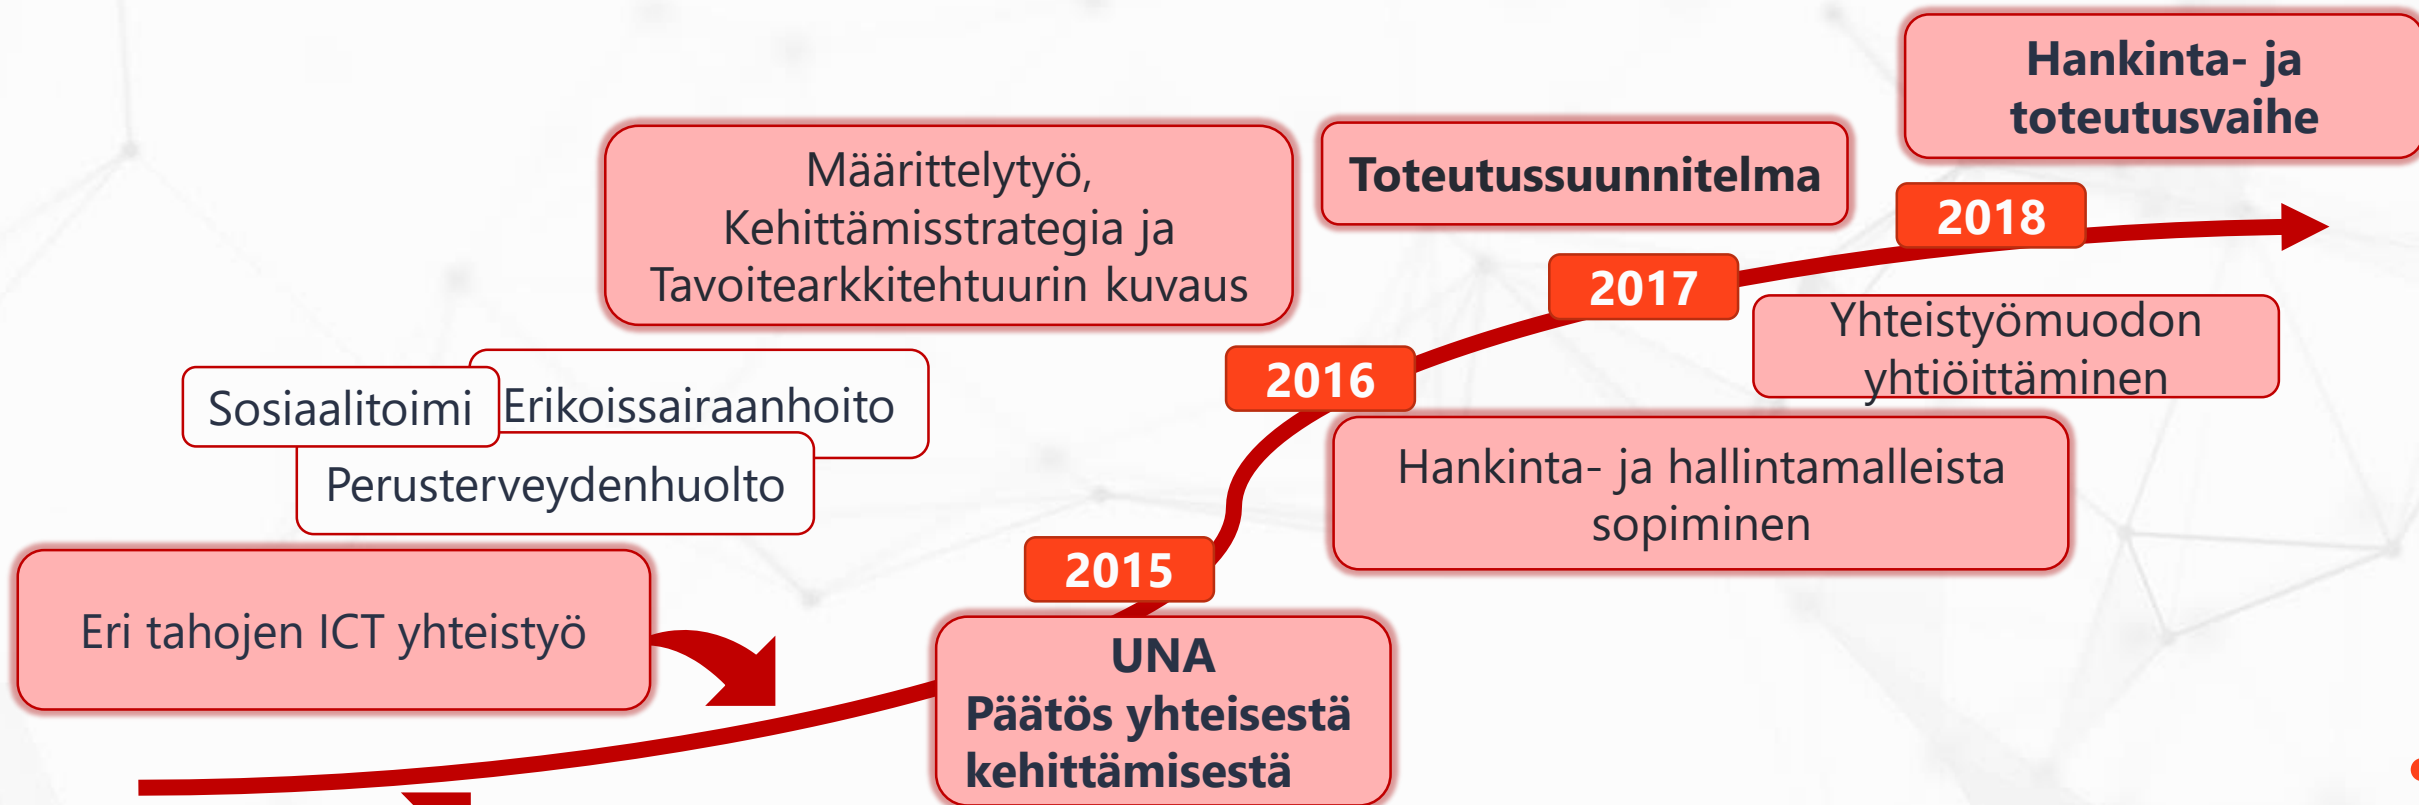 Hankinta- ja
toteutusvaihe
Määrittelytyö,
Kehittämisstrategia ja
Tavoitearkkitehtuurin kuvaus
Toteutussuunnitelma
2018
2017
Yhteistyömuodon
yhtiöittäminen
2016
Sosiaalitoimi
Erikoissairaanhoito
Perusterveydenhuolto
Hankinta- ja hallintamalleista
sopiminen
2015
Eri tahojen ICT yhteistyö
UNA
Päätös yhteisestä
kehittämisestä